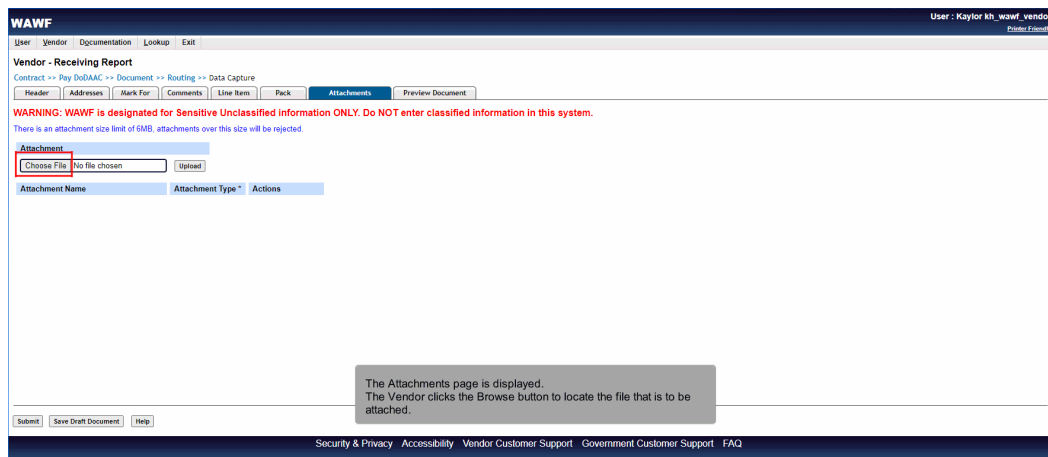 WAWF
User : Kaylor kh_wawf_vendo
Printer Friendl
User Vendor Documentation Lookup Exit
Vendor - Receiving Report
Contract >> Pay DoDAAC >> Document >> Routing >> Data Capture
Header Addresses Mark For Comments Line Item Pack Attachments Preview Document
WARNING: WAWF is designated for Sensitive Unclassified information ONLY. Do NOT enter classified information in this system.
There is an attachment size limit of 6MB, attachments over this size will be rejected.
Attachment
Choose File No file chosen Upload
Attachment Name Attachment Type * Actions
The Attachments page is displayed.
The Vendor clicks the Browse button to locate the file that is to be
attached.
Submit Save Draft Document Help
Security & Privacy Accessibility Vendor Customer Support Government Customer Support FAQ